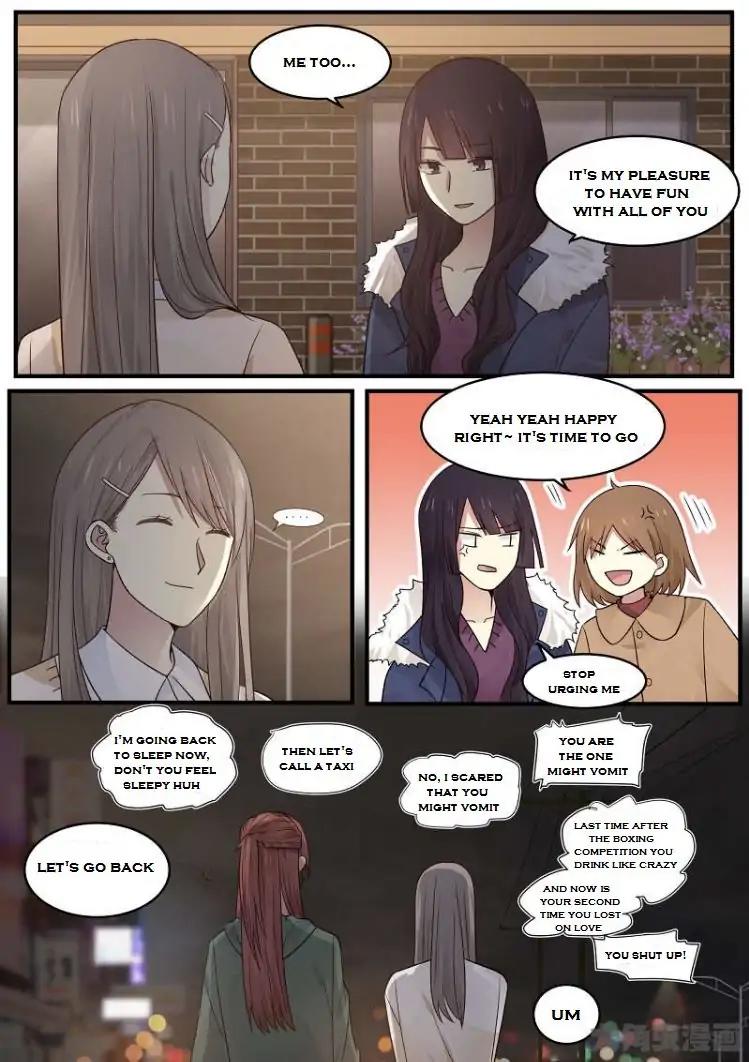 ME TOO...
IT'S MY PLEASURE
TO HAVE FUN
WITH ALL OF YOU
....
YEAH YEAH HAPPY
RIGHT~ IT'S TIME TO GO
STOP
URGING ME
I'M GOING BACK
TO SLEEP NOW,
DON'T YOU FEEL
SLEEPY HUH
THEN LET'S
CALL A TAXI
NO, I SCARED
THAT YOU
MIGHT VOMIT
YOU ARE
THE ONE
MIGHT VOMIT
LAST TIME AFTER
THE BOXING
COMPETITION YOU
DRINK LIKE CRAZY
AND NOW IS
YOUR SECOND
TIME YOU LOST
ON LOVE
YOU SHUT UP!
LET'S GO BACK
UM